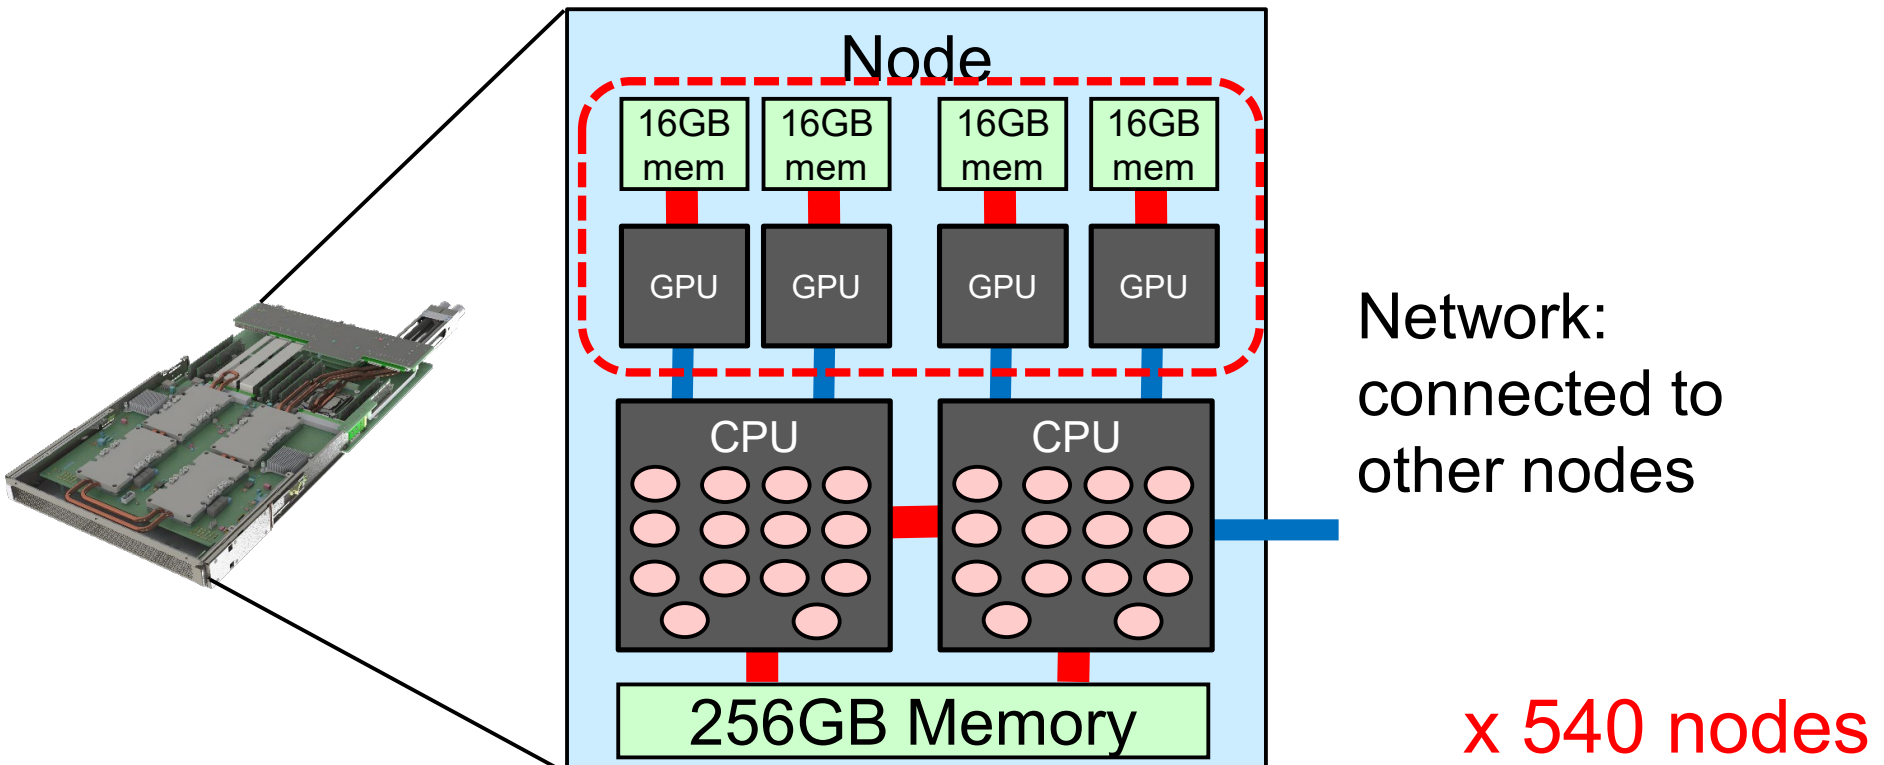 Node
16GB
mem
16GB
mem
16GB
mem
16GB
mem
GPU
GPU
GPU
GPU
CPU
CPU
256GB Memory
Network:
connected to
other nodes
x 540 nodes